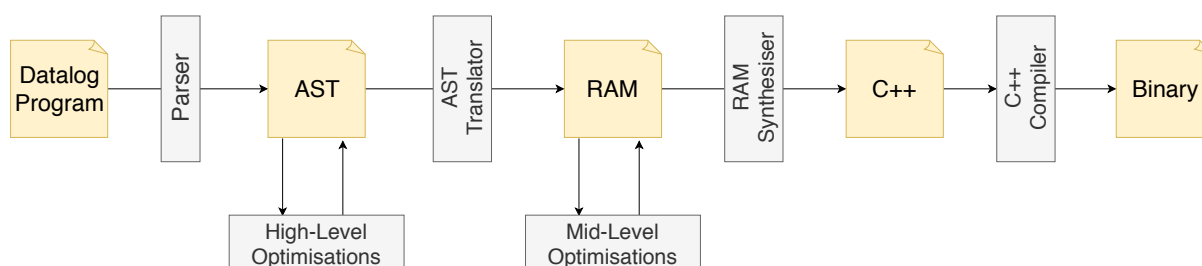 Datalog
Program
Parser
AST
AST
Translator
RAM
RAM
Synthesiser
C++
C++
Compiler
Binary
High-Level
Optimisations
Mid-Level
Optimisations